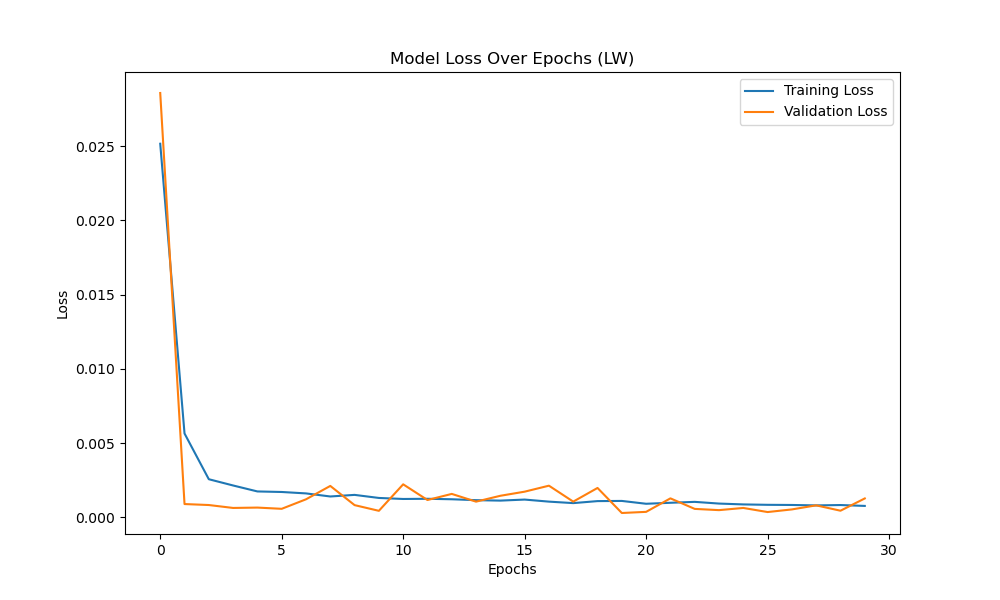 Model Loss Over Epochs (LW)
Training Loss
Validation Loss
0.025
0.020
0.015
0.010
0.005
0.000
Loss
0 5 10 15 20 25 30
Epochs